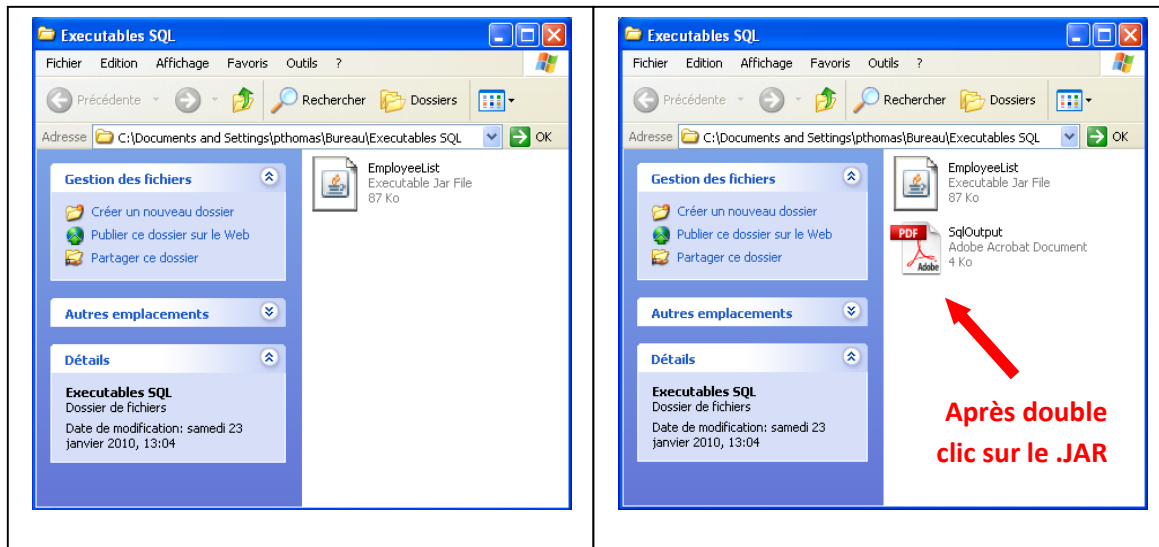 Executables SQL
Fichier Edition Affichage Favoris Outils ?
Précédente Rechercher Dossiers
Adresse C:\Documents and Settings\pthomas\Bureau\Executables SQL OK
Gestion des fichiers
Créer un nouveau dossier
Publier ce dossier sur le Web
Partager ce dossier
Autres emplacements
Détails
Executables SQL
Dossier de fichiers
Date de modification: samedi 23
janvier 2010, 13:04
EmployeeList
Executable Jar File
87 Ko
Executables SQL
Fichier Edition Affichage Favoris Outils ?
Précédente Rechercher Dossiers
Adresse C:\Documents and Settings\pthomas\Bureau\Executables SQL OK
Gestion des fichiers
Créer un nouveau dossier
Publier ce dossier sur le Web
Partager ce dossier
Autres emplacements
Détails
Executables SQL
Dossier de fichiers
Date de modification: samedi 23
janvier 2010, 13:04
EmployeeList
Executable Jar File
87 Ko
PDF
Adobe
SqlOutput
Adobe Acrobat Document
4 Ko
Après double
clic sur le .JAR